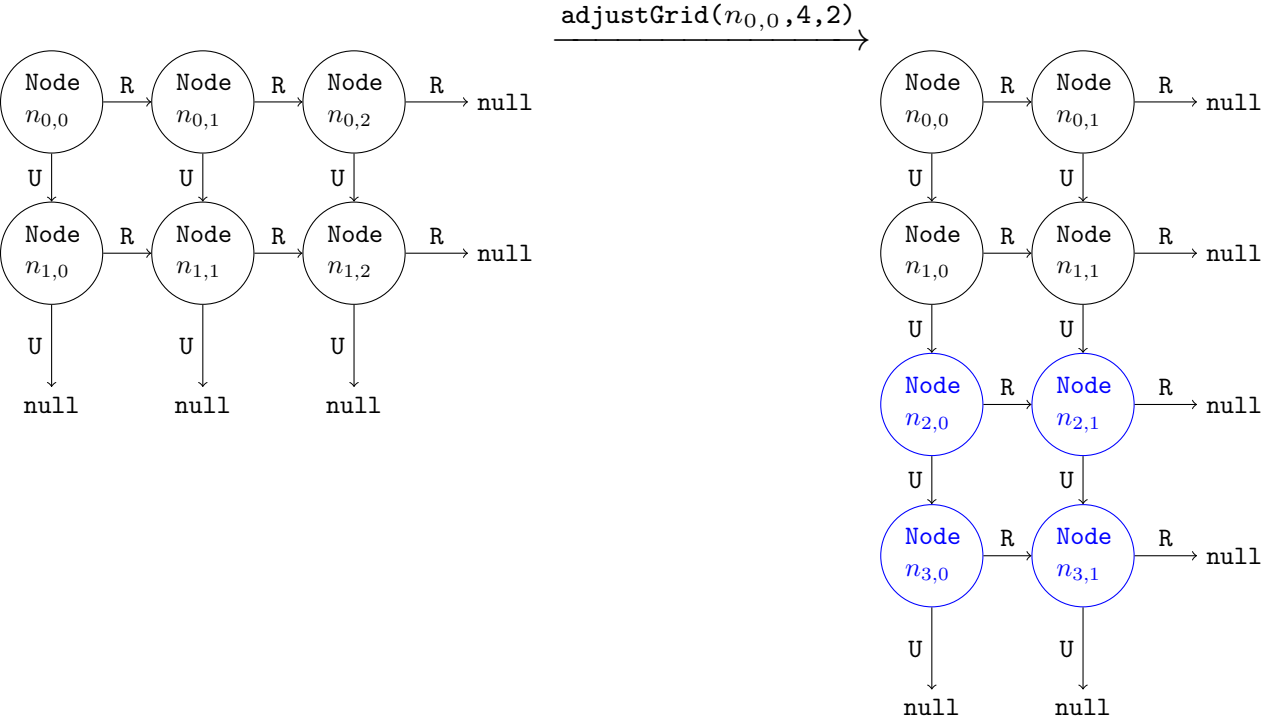 adjustGrid(n0,0,4,2)
Node Node Node
n0,0 R n0,1 R n0,2 R null
U U U
Node Node Node
n1,0 R n1,1 R n1,2 R null
U U U
null null null
Node Node
n0,0 R n0,1 R null
U U
Node Node
n1,0 R n1,1 R null
U U
Node Node
n2,0 R n2,1 R null
U U
Node Node
n3,0 R n3,1 R null
U U
null null